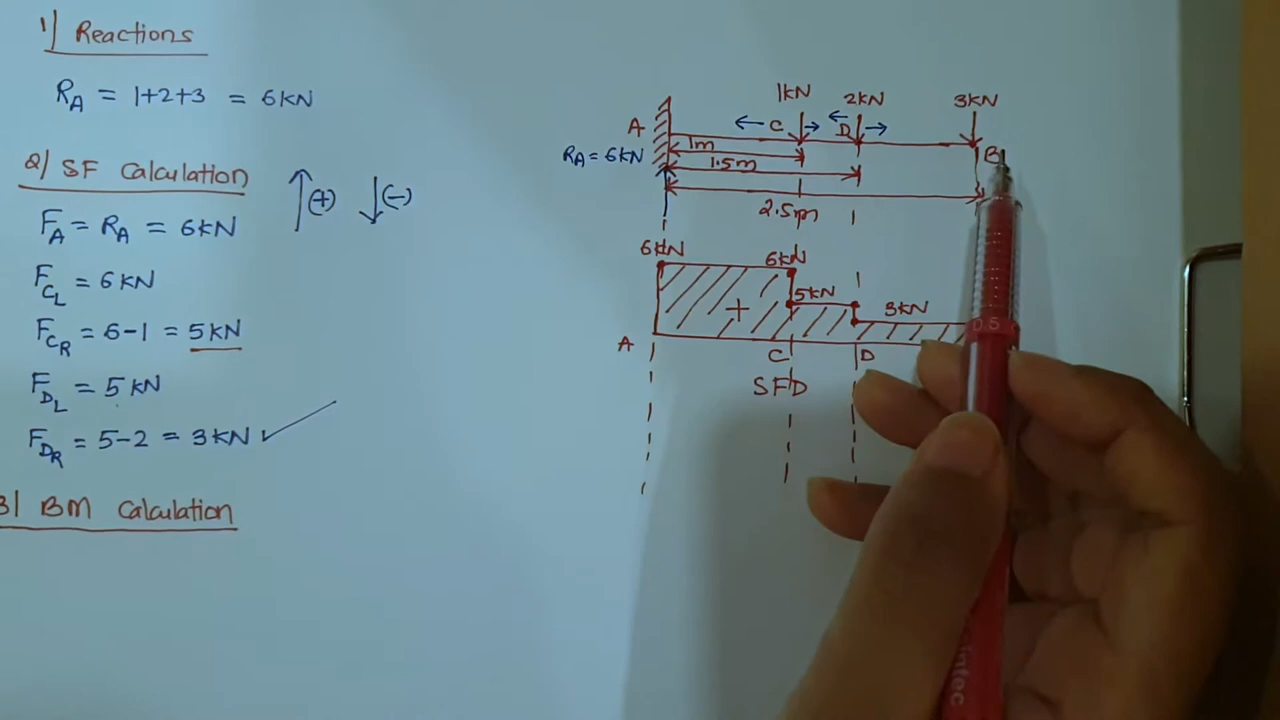 1) Reactions
RA = 1+2+3 = 6KN
2) SF Calculation
(+) (-)
FA = RA = 6KN
FCL = 6KN
FCR = 6-1 = 5KN
FDL = 5KN
FDR = 5-2 = 3KN
3) BM Calculation
1KN 2KN 3KN
A C D B
1m
RA = 6KN
1.5m
2.5m
6KN 6KN
5KN 3KN
+
A C D
SFD
0.5